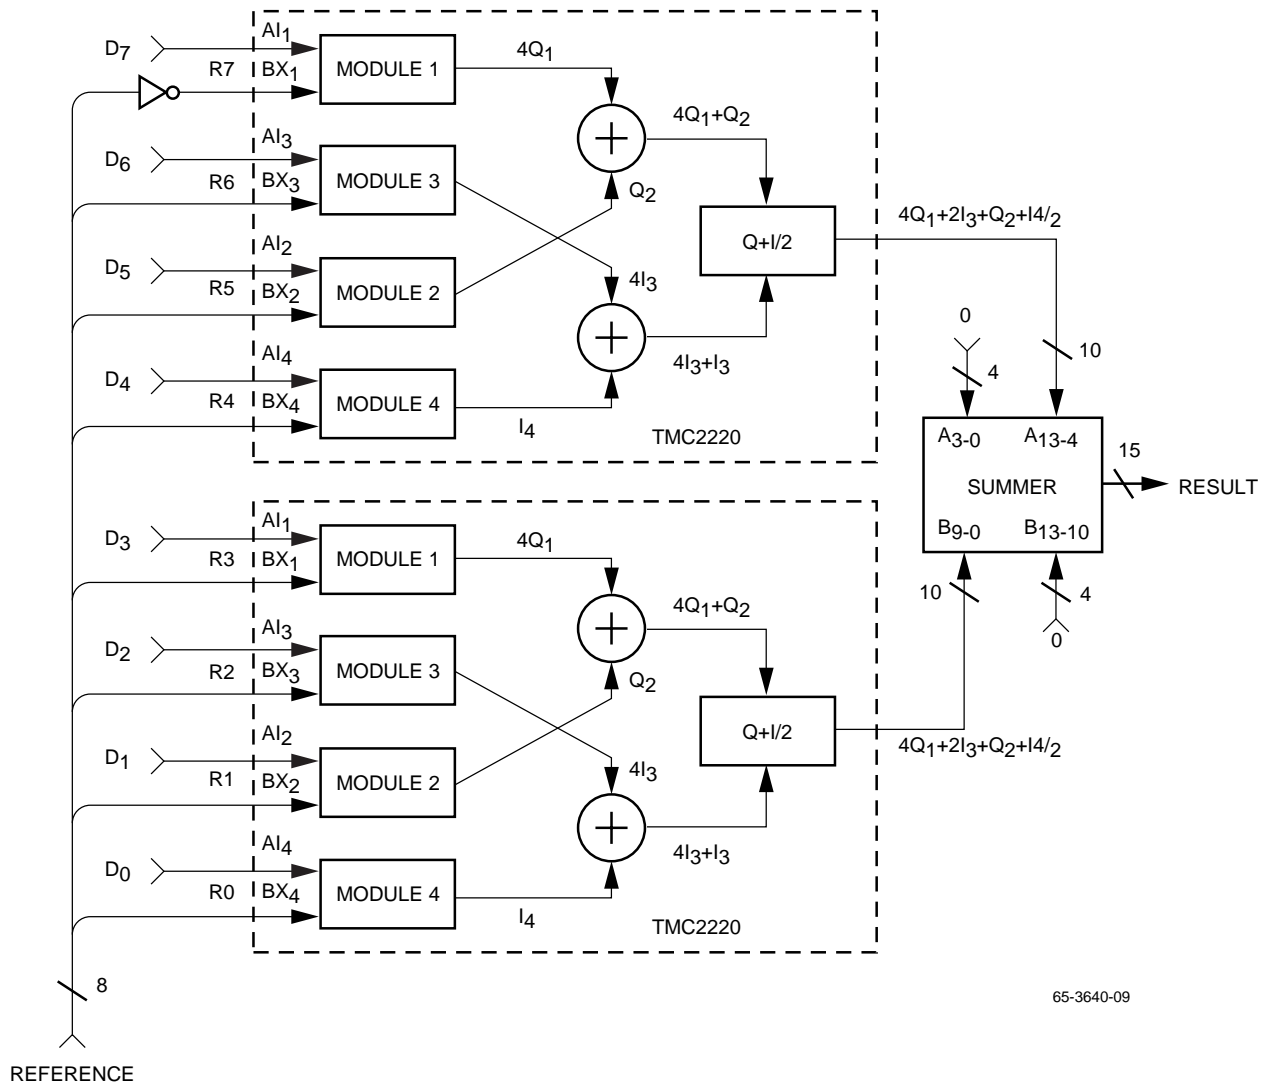 D7 AI1 4Q1
R7 BX1 MODULE 1
4Q1+Q2
D6 AI3
R6 BX3 MODULE 3 Q2
4Q1+2I3+Q2+I4/2
D5 AI2 Q+I/2
R5 BX2 MODULE 2 4I3
0
D4 AI4 4I3+I3 4 10
R4 BX4 MODULE 4
I4 TMC2220
A3-0 A13-4 15
SUMMER RESULT
B9-0 B13-10
D3 AI1 4Q1
R3 BX1 MODULE 1 10 4
4Q1+Q2
0
D2 AI3
R2 BX3 MODULE 3 Q2
Q+I/2
4Q1+2I3+Q2+I4/2
D1 AI2
R1 BX2 MODULE 2 4I3
4I3+I3
D0 AI4
R0 BX4 MODULE 4
I4 TMC2220
8
65-3640-09
REFERENCE